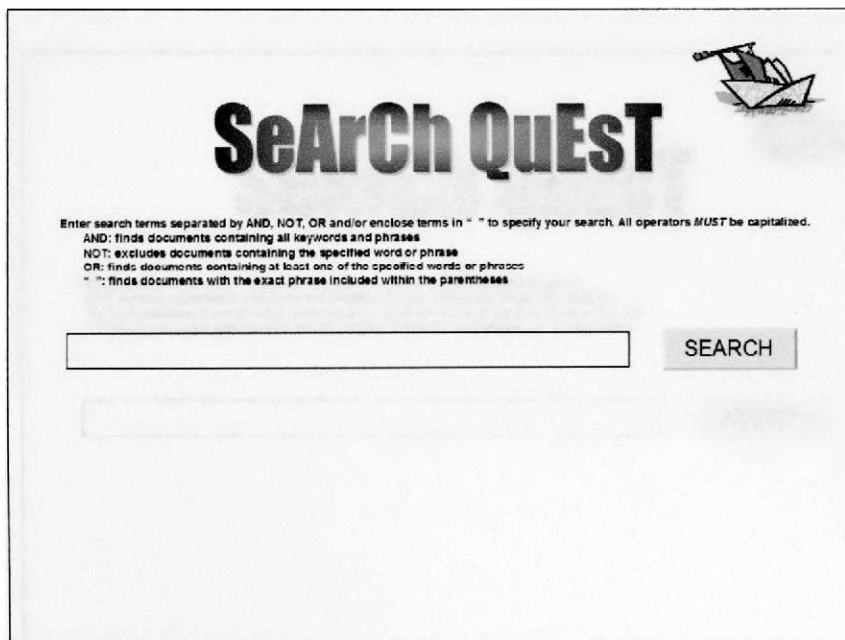 SeArCh QuEsT
Enter search terms separated by AND, NOT, OR and/or enclose terms in “ ” to specify your search. All operators MUST be capitalized.
AND: finds documents containing all keywords and phrases
NOT: excludes documents containing the specified word or phrase
OR: finds documents containing at least one of the specified words or phrases
“ ”: finds documents with the exact phrase included within the parentheses
SEARCH